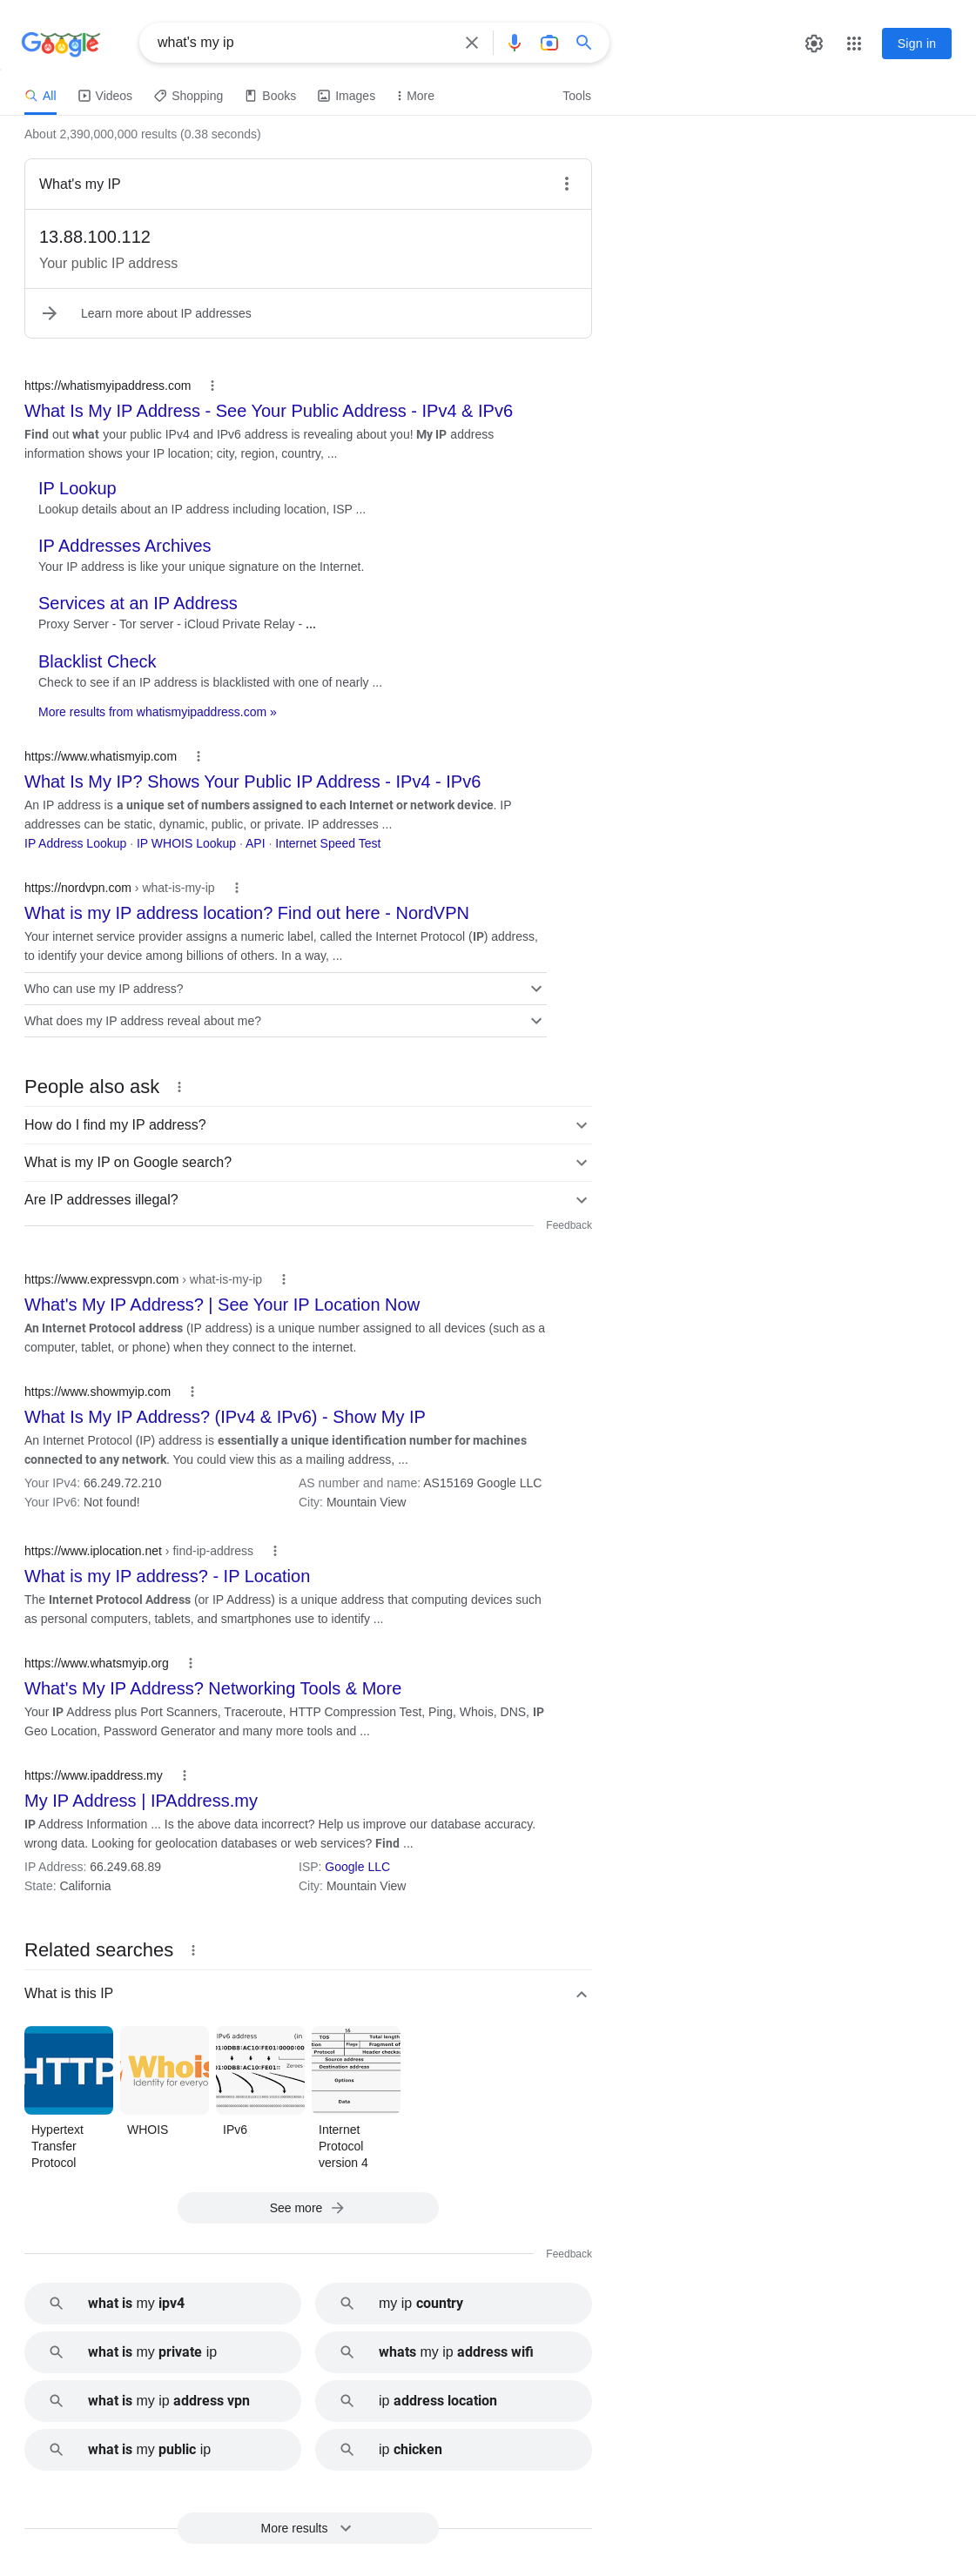 Google
what's my ip
Sign in
All
Videos
Shopping
Books
Images
More
Tools
About 2,390,000,000 results (0.38 seconds)
What's my IP
13.88.100.112
Your public IP address
Learn more about IP addresses
https://whatismyipaddress.com
What Is My IP Address - See Your Public Address - IPv4 & IPv6
Find out what your public IPv4 and IPv6 address is revealing about you! My IP address
information shows your IP location; city, region, country, ...
IP Lookup
Lookup details about an IP address including location, ISP ...
IP Addresses Archives
Your IP address is like your unique signature on the Internet.
Services at an IP Address
Proxy Server - Tor server - iCloud Private Relay - ...
Blacklist Check
Check to see if an IP address is blacklisted with one of nearly ...
More results from whatismyipaddress.com »
https://www.whatismyip.com
What Is My IP? Shows Your Public IP Address - IPv4 - IPv6
An IP address is a unique set of numbers assigned to each Internet or network device. IP
addresses can be static, dynamic, public, or private. IP addresses ...
IP Address Lookup · IP WHOIS Lookup · API · Internet Speed Test
https://nordvpn.com › what-is-my-ip
What is my IP address location? Find out here - NordVPN
Your internet service provider assigns a numeric label, called the Internet Protocol (IP) address,
to identify your device among billions of others. In a way, ...
Who can use my IP address?
What does my IP address reveal about me?
People also ask
How do I find my IP address?
What is my IP on Google search?
Are IP addresses illegal?
Feedback
https://www.expressvpn.com › what-is-my-ip
What's My IP Address? | See Your IP Location Now
An Internet Protocol address (IP address) is a unique number assigned to all devices (such as a
computer, tablet, or phone) when they connect to the internet.
https://www.showmyip.com
What Is My IP Address? (IPv4 & IPv6) - Show My IP
An Internet Protocol (IP) address is essentially a unique identification number for machines
connected to any network. You could view this as a mailing address, ...
Your IPv4: 66.249.72.210
AS number and name: AS15169 Google LLC
Your IPv6: Not found!
City: Mountain View
https://www.iplocation.net › find-ip-address
What is my IP address? - IP Location
The Internet Protocol Address (or IP Address) is a unique address that computing devices such
as personal computers, tablets, and smartphones use to identify ...
https://www.whatsmyip.org
What's My IP Address? Networking Tools & More
Your IP Address plus Port Scanners, Traceroute, HTTP Compression Test, Ping, Whois, DNS, IP
Geo Location, Password Generator and many more tools and ...
https://www.ipaddress.my
My IP Address | IPAddress.my
IP Address Information ... Is the above data incorrect? Help us improve our database accuracy.
wrong data. Looking for geolocation databases or web services? Find ...
IP Address: 66.249.68.89
ISP: Google LLC
State: California
City: Mountain View
Related searches
What is this IP
HTTP
Whois
Identity for everyo
IPv6 address (in
Zeroes
16
TOS
Total length
Flags
Fragment of
Protocol
Header checks
Source address
Destination address
Options
Data
Hypertext
Transfer
Protocol
WHOIS
IPv6
Internet
Protocol
version 4
See more
Feedback
what is my ipv4
my ip country
what is my private ip
whats my ip address wifi
what is my ip address vpn
ip address location
what is my public ip
ip chicken
More results